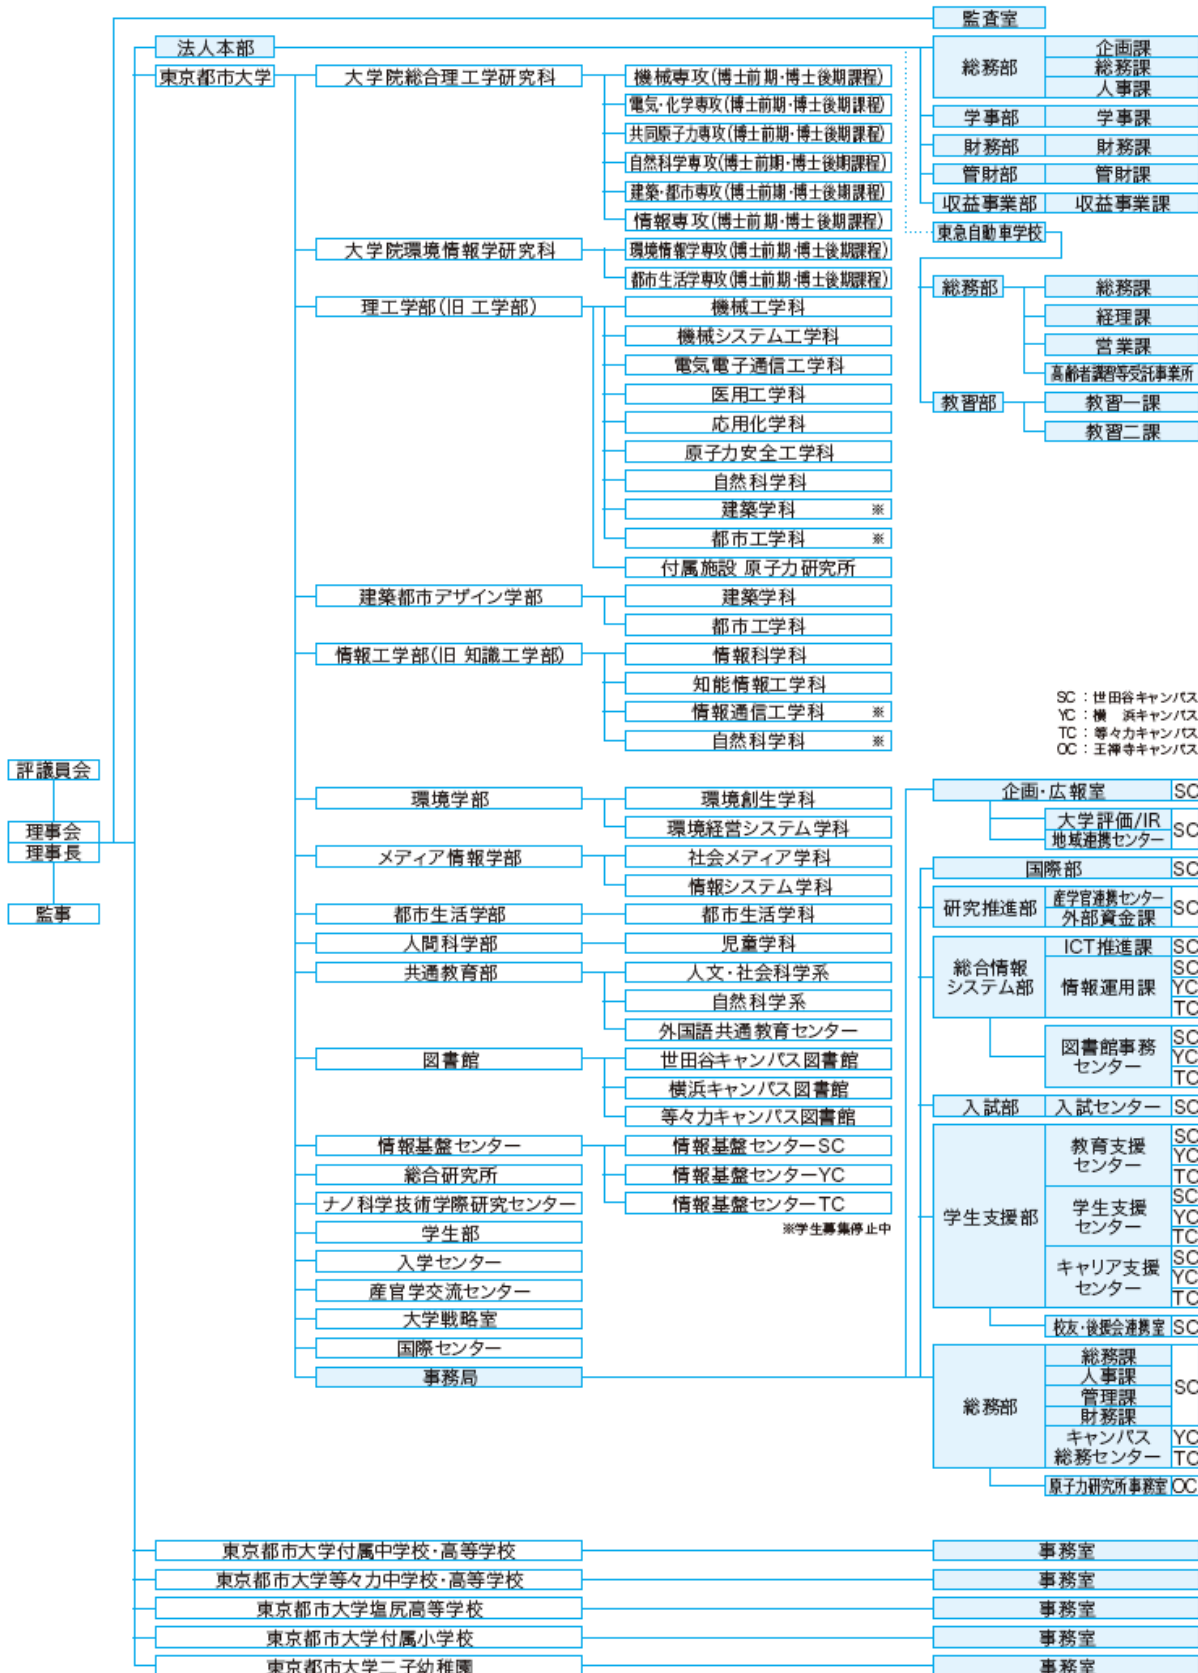 監査室
法人本部
総務部
企画課
総務課
人事課
東京都市大学
大学院総合理工学研究科
機械専攻(博士前期・博士後期課程)
電気・化学専攻(博士前期・博士後期課程)
共同原子力専攻(博士前期・博士後期課程)
自然科学専攻(博士前期・博士後期課程)
建築・都市専攻(博士前期・博士後期課程)
情報専攻(博士前期・博士後期課程)
学事部 学事課
財務部 財務課
管財部 管財課
収益事業部 収益事業課
東急自動車学校
大学院環境情報学研究科
環境情報学専攻(博士前期・博士後期課程)
都市生活学専攻(博士前期・博士後期課程)
総務部
総務課
経理課
営業課
高齢者講習等受託事業所
教習部
教習一課
教習二課
理工学部(旧 工学部)
機械工学科
機械システム工学科
電気電子通信工学科
医用工学科
応用化学科
原子力安全工学科
自然科学科
建築学科 ※
都市工学科 ※
付属施設 原子力研究所
建築都市デザイン学部
建築学科
都市工学科
情報工学部(旧 知識工学部)
情報科学科
知能情報工学科
情報通信工学科 ※
自然科学科 ※
SC：世田谷キャンパス
YC：横　浜キャンパス
TC：等々力キャンパス
OC：王禅寺キャンパス
評議員会
理事会
理事長
監事
環境学部
環境創生学科
環境経営システム学科
メディア情報学部
社会メディア学科
情報システム学科
都市生活学部
都市生活学科
人間科学部
児童学科
共通教育部
人文・社会科学系
自然科学系
外国語共通教育センター
図書館
世田谷キャンパス図書館
横浜キャンパス図書館
等々力キャンパス図書館
情報基盤センター
情報基盤センターSC
情報基盤センターYC
情報基盤センターTC
※学生募集停止中
総合研究所
ナノ科学技術学際研究センター
学生部
入学センター
産官学交流センター
大学戦略室
国際センター
事務局
企画・広報室 SC
大学評価/IR
地域連携センター
SC
国際部 SC
研究推進部
産学官連携センター
外部資金課
SC
総合情報
システム部
ICT推進課 SC
情報運用課
SC
YC
TC
図書館事務
センター
SC
YC
TC
入試部 入試センター SC
学生支援部
教育支援
センター
SC
YC
TC
学生支援
センター
SC
YC
TC
キャリア支援
センター
SC
YC
TC
校友・後援会連携室 SC
総務部
総務課
人事課
管理課
財務課
SC
キャンパス
総務センター
YC
TC
原子力研究所事務室 OC
東京都市大学付属中学校・高等学校 事務室
東京都市大学等々力中学校・高等学校 事務室
東京都市大学塩尻高等学校 事務室
東京都市大学付属小学校 事務室
東京都市大学二子幼稚園 事務室